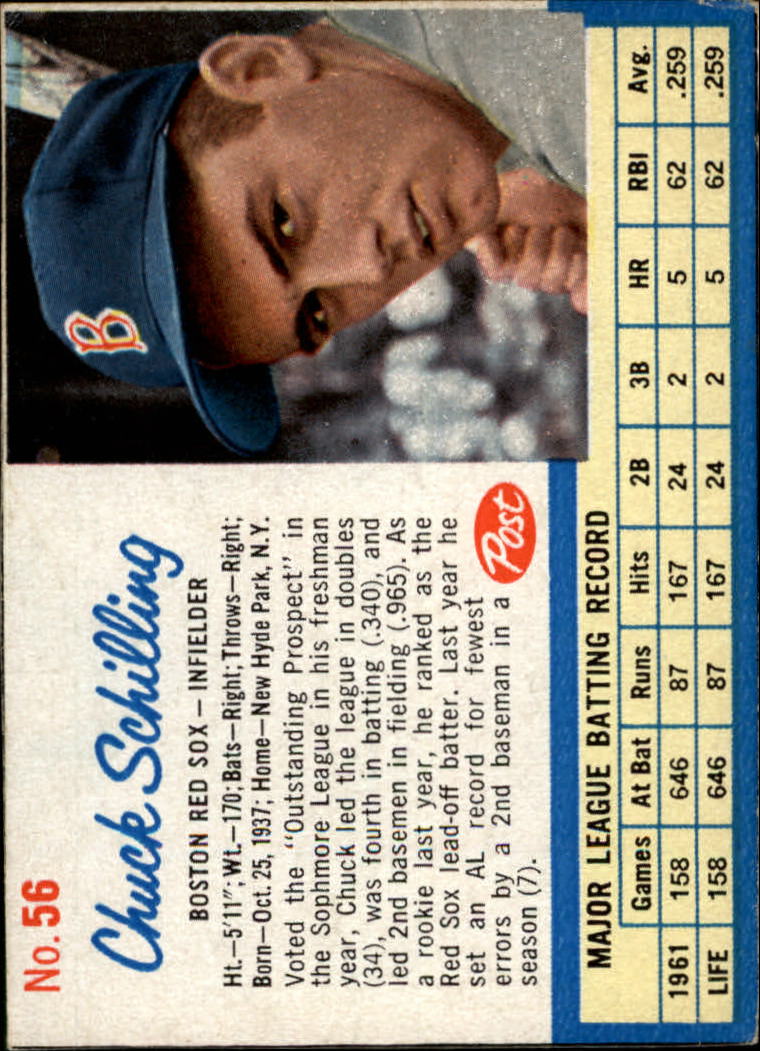 No. 56
Chuck Schilling
BOSTON RED SOX – INFIELDER
Ht.–5'11"; Wt.–170; Bats–Right; Throws–Right;
Born–Oct. 25, 1937; Home–New Hyde Park, N.Y.
Voted the "Outstanding Prospect" in
the Sophmore League in his freshman
year, Chuck led the league in doubles
(34), was fourth in batting (.340), and
led 2nd basemen in fielding (.965). As
a rookie last year, he ranked as the
Red Sox lead-off batter. Last year he
set an AL record for fewest
errors by a 2nd baseman in a
season (7).
Post
B
MAJOR LEAGUE BATTING RECORD
Games At Bat Runs Hits 2B 3B HR RBI Avg.
1961 158 646 87 167 24 2 5 62 .259
LIFE 158 646 87 167 24 2 5 62 .259